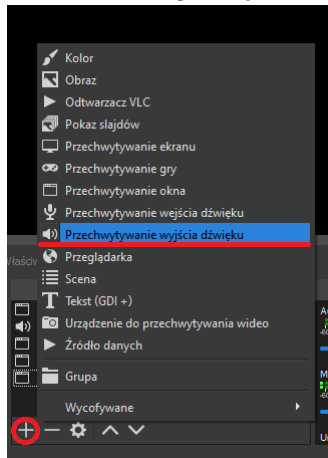 Kolor
Obraz
Odtwarzacz VLC
Pokaz slajdów
Przechwytywanie ekranu
Przechwytywanie gry
Przechwytywanie okna
Przechwytywanie wejścia dźwięku
Przechwytywanie wyjścia dźwięku
Przeglądarka
Scena
Tekst (GDI +)
Urządzenie do przechwytywania wideo
Źródło danych
Grupa
Wycofywane